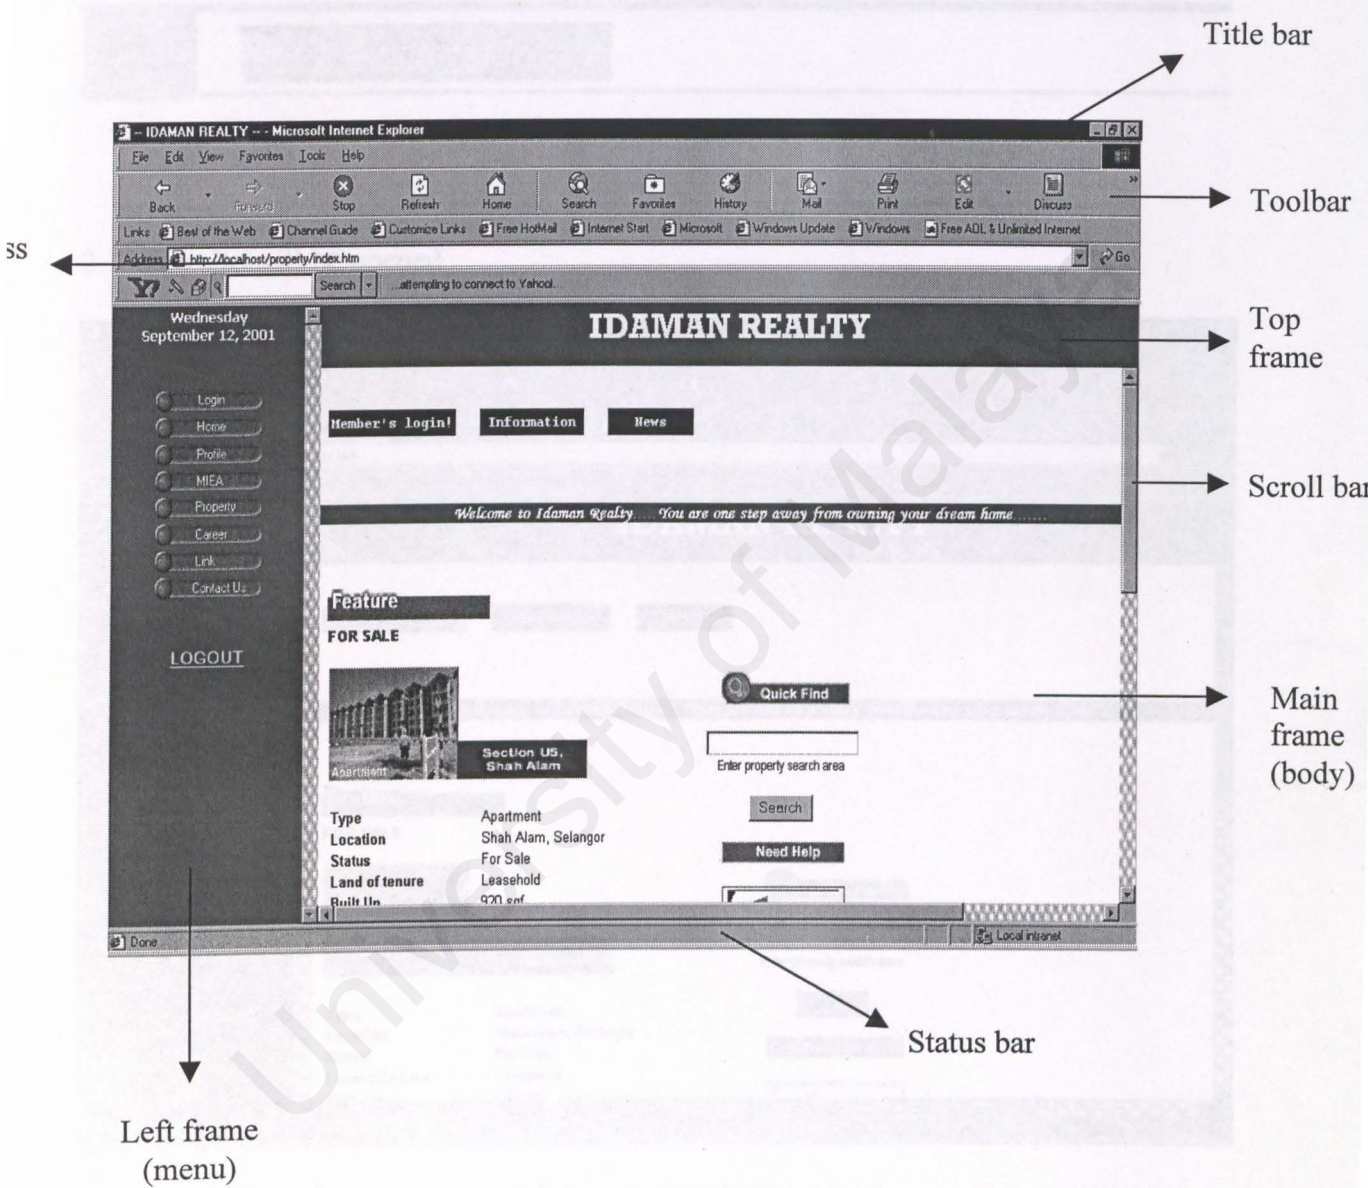 Title bar
-- IDAMAN REALTY -- - Microsoft Internet Explorer
File Edit View Favorites Tools Help
Back Forward Stop Refresh Home Search Favorites History Mail Print Edit Discuss
Toolbar
Links Best of the Web Channel Guide Customize Links Free HotMail Internet Start Microsoft Windows Update Windows Free AOL & Unlimited Internet
ss
Address http://localhost/property/index.htm Go
Y? Search ...attempting to connect to Yahoo!...
Wednesday
September 12, 2001
IDAMAN REALTY
Top
frame
Login
Home
Profile
MIEA
Property
Career
Link
Contact Us
LOGOUT
Member's login! Information News
Scroll bar
Welcome to Idaman Realty.....You are one step away from owning your dream home.......
Feature
FOR SALE
Apartment
Section U5,
Shah Alam
Quick Find
Enter property search area
Search
Need Help
Main
frame
(body)
Type Apartment
Location Shah Alam, Selangor
Status For Sale
Land of tenure Leasehold
Built Up 920 sqf
Done Local intranet
Status bar
Left frame
(menu)
University of Malaya